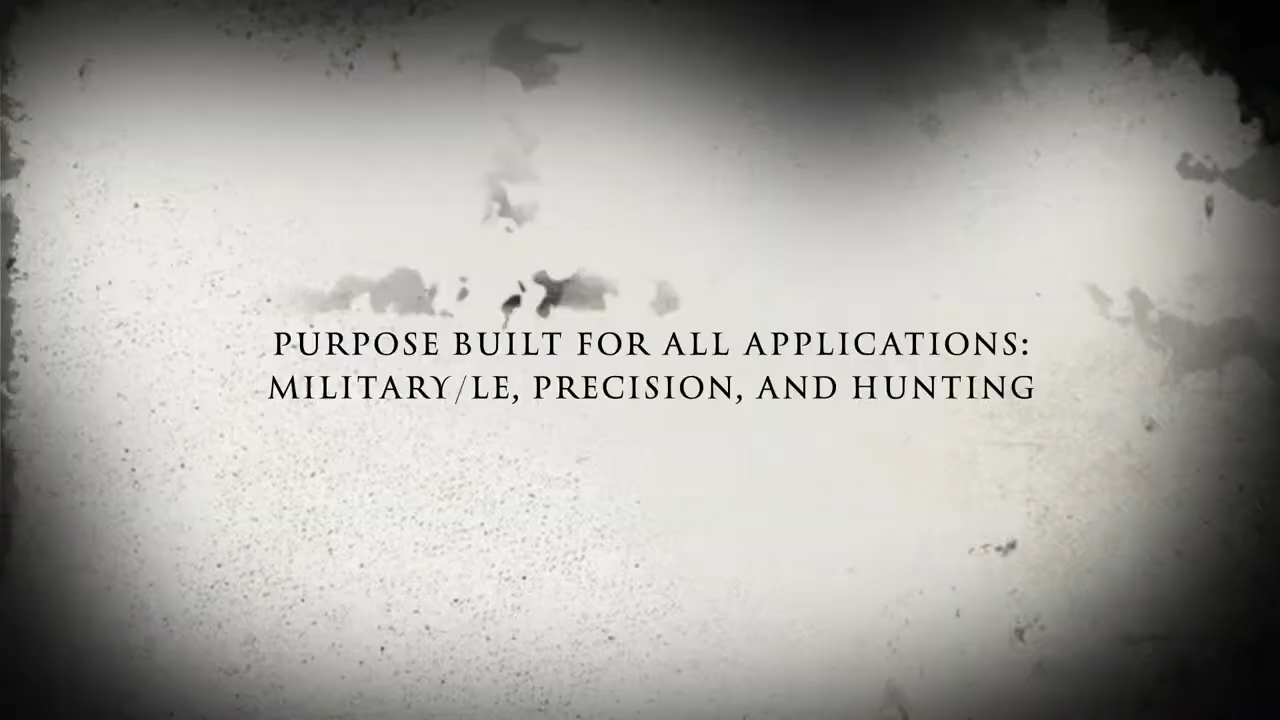 PURPOSE BUILT FOR ALL APPLICATIONS:
MILITARY/LE, PRECISION, AND HUNTING